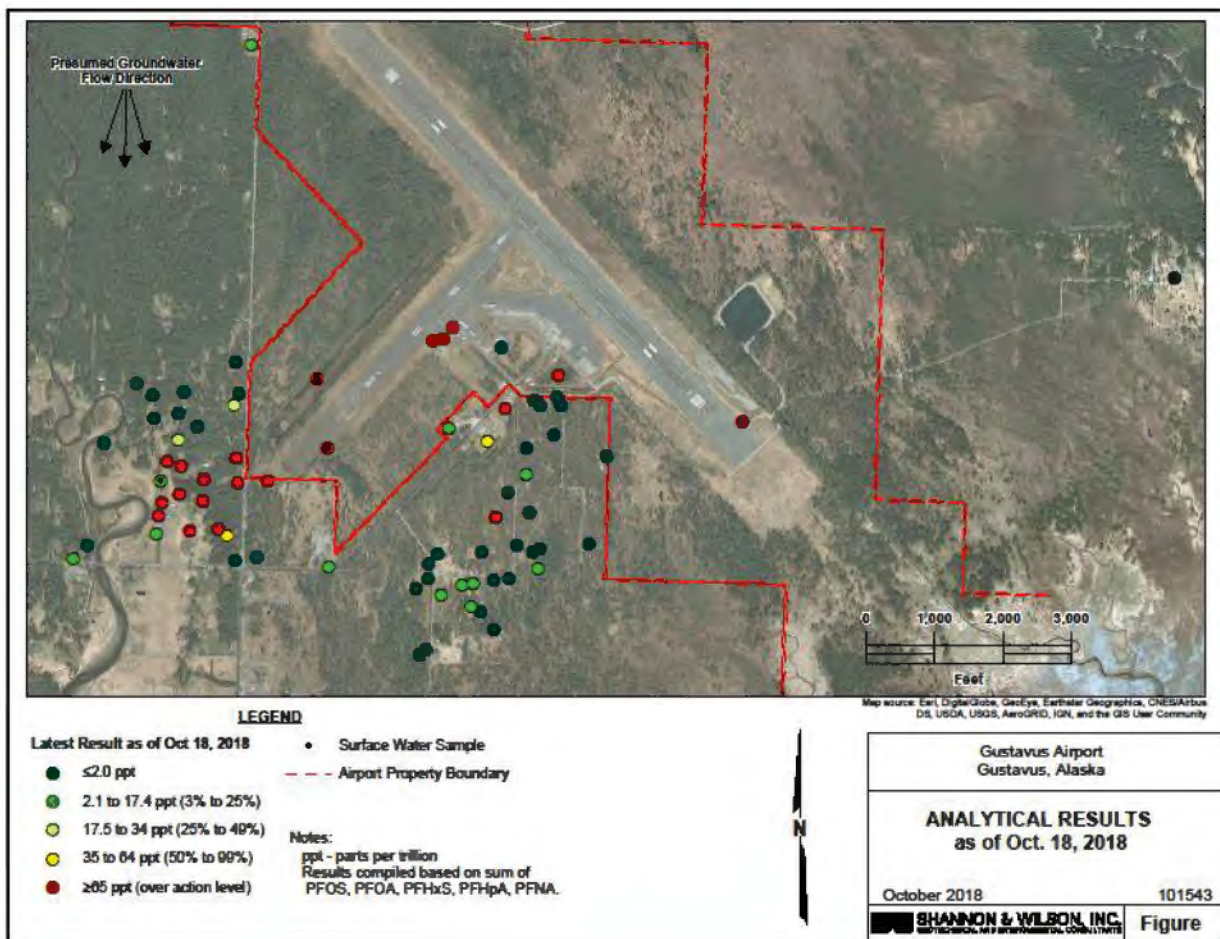 Presumed Groundwater
Flow Direction
0 1,000 2,000 3,000
Feet
Map source: Esri, DigitalGlobe, GeoEye, Earthstar Geographics, CNES/Airbus
DS, USDA, USGS, AeroGRID, IGN, and the GIS User Community
LEGEND
Latest Result as of Oct 18, 2018
≤2.0 ppt
2.1 to 17.4 ppt (3% to 25%)
17.5 to 34 ppt (25% to 49%)
35 to 64 ppt (50% to 99%)
≥65 ppt (over action level)
Surface Water Sample
Airport Property Boundary
Notes:
ppt - parts per trillion
Results compiled based on sum of
PFOS, PFOA, PFHxS, PFHpA, PFNA.
N
Gustavus Airport
Gustavus, Alaska
ANALYTICAL RESULTS
as of Oct. 18, 2018
October 2018 101543
SHANNON & WILSON, INC.
GEOTECHNICAL AND ENVIRONMENTAL CONSULTANTS
Figure